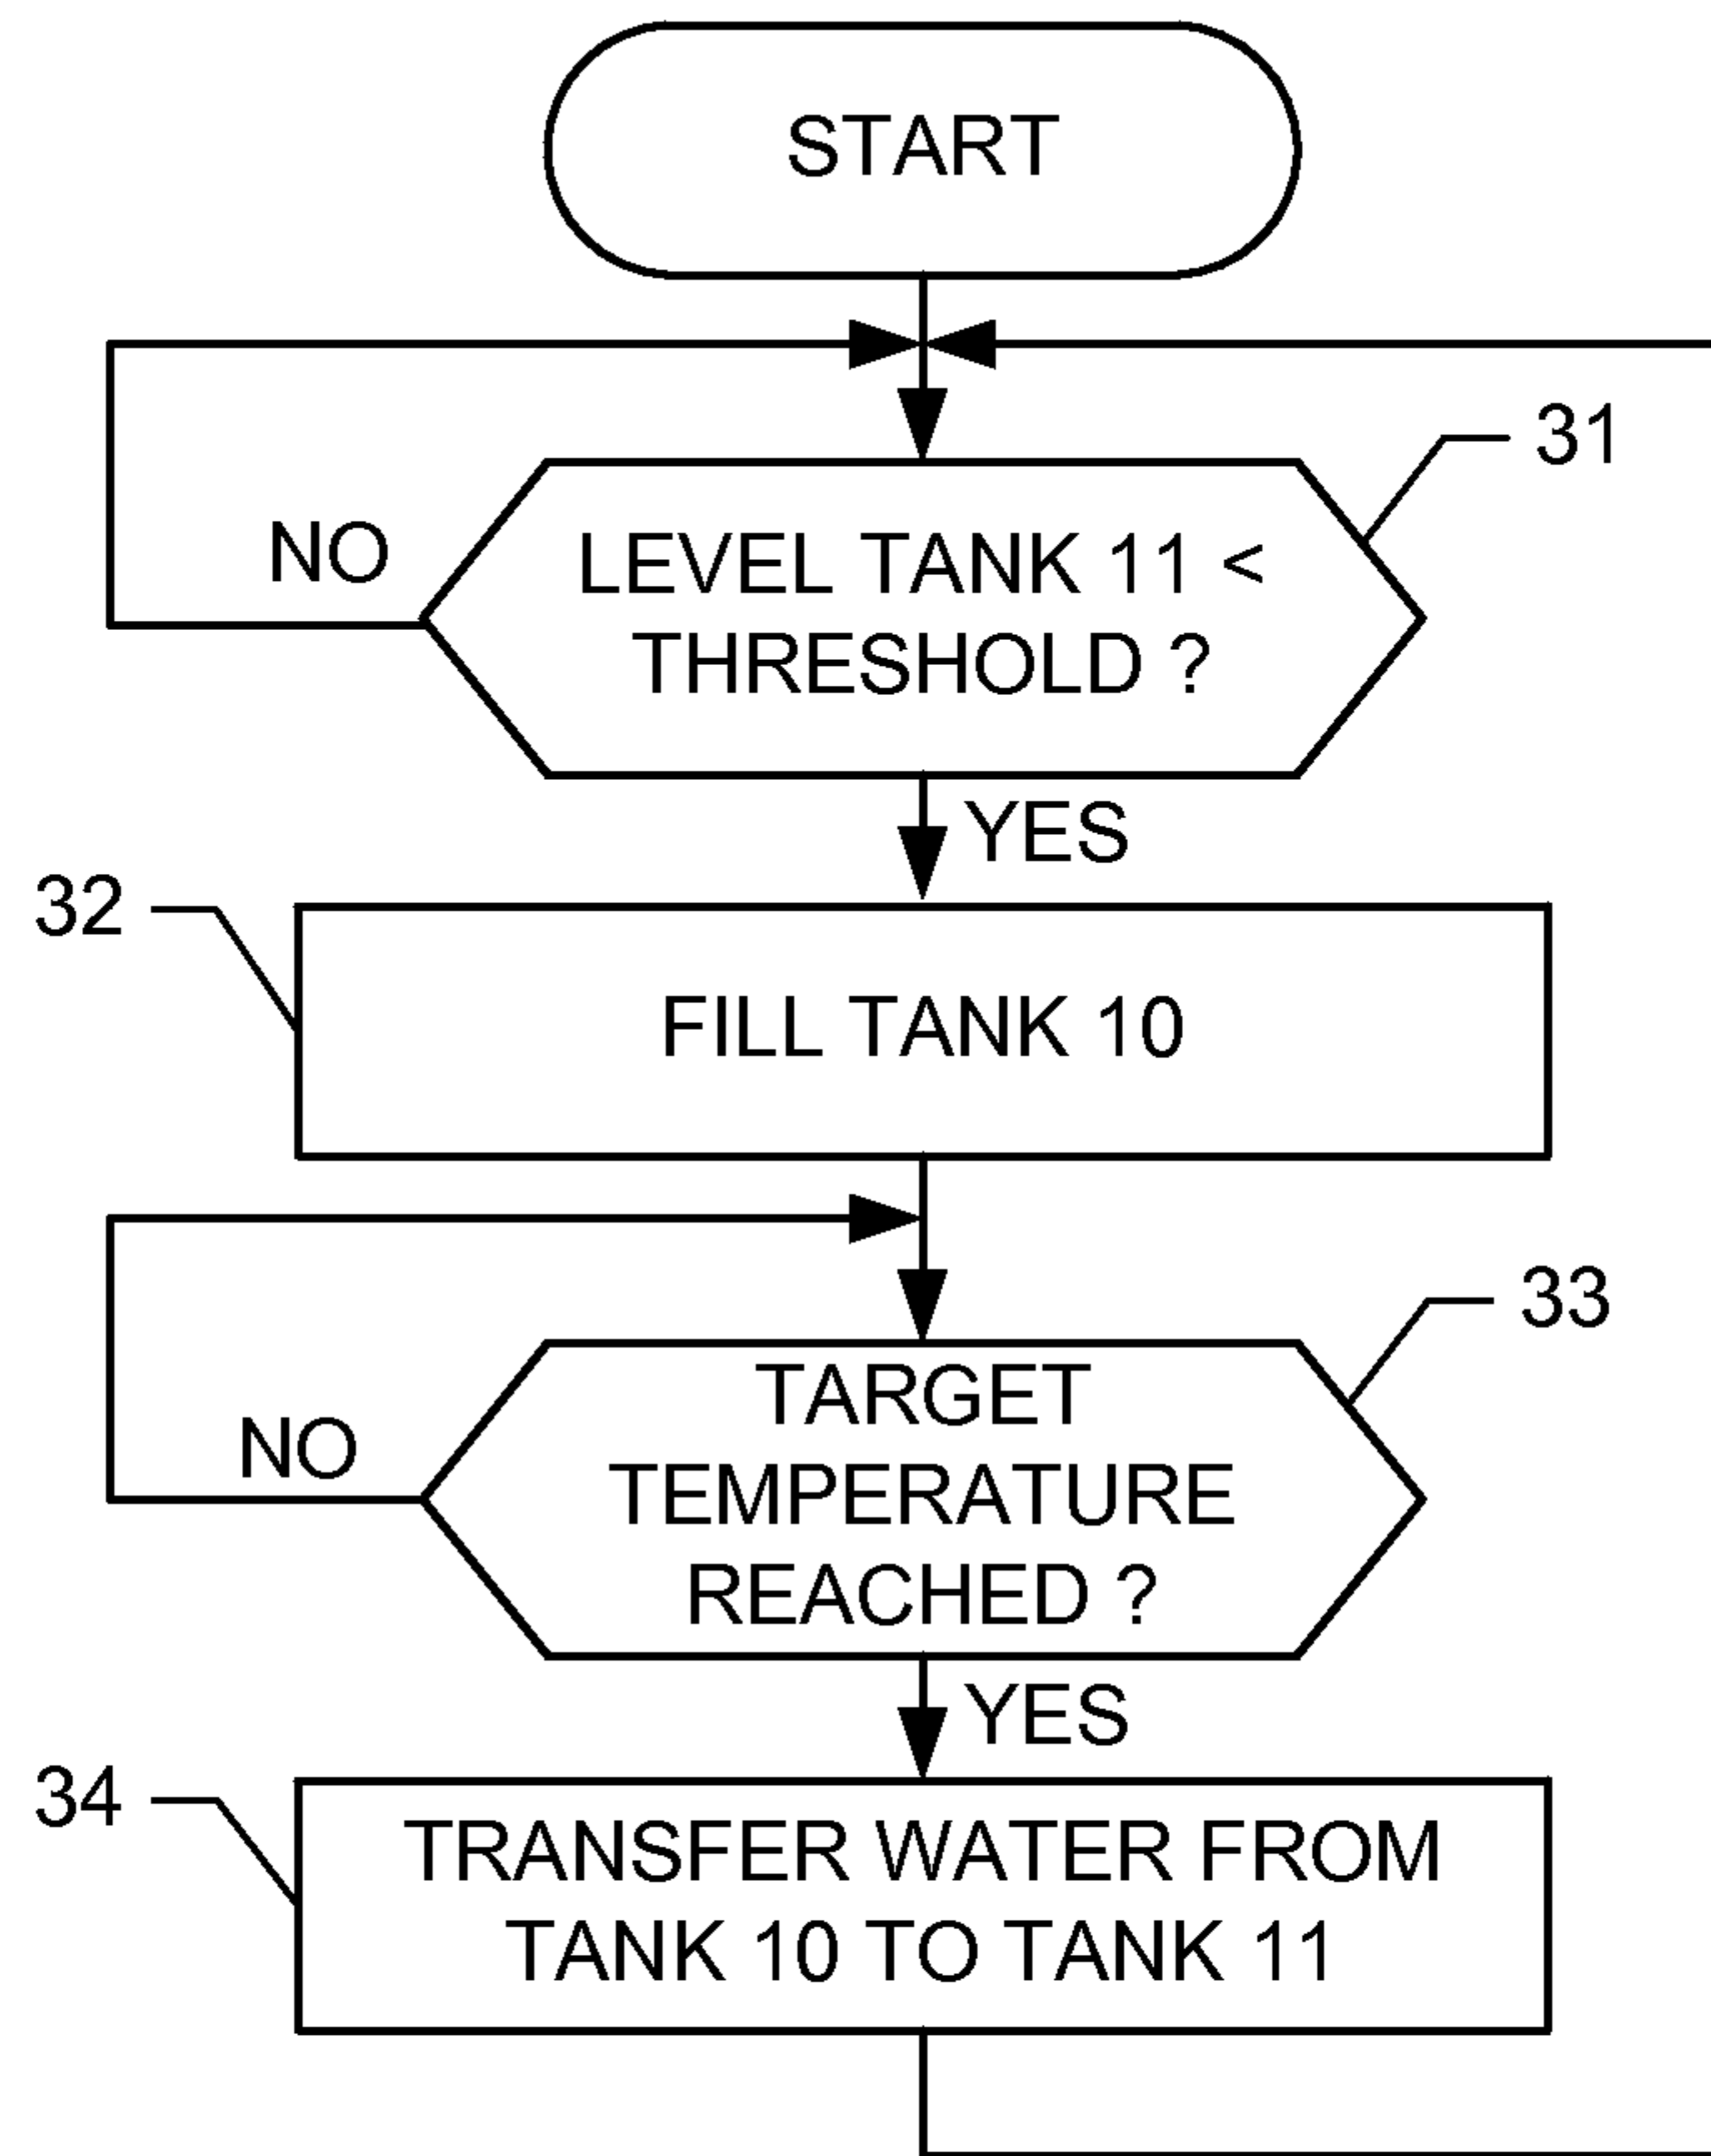 START
31
LEVEL TANK 11 <
THRESHOLD ?
NO
YES
32
FILL TANK 10
33
TARGET
TEMPERATURE
REACHED ?
NO
YES
34
TRANSFER WATER FROM
TANK 10 TO TANK 11